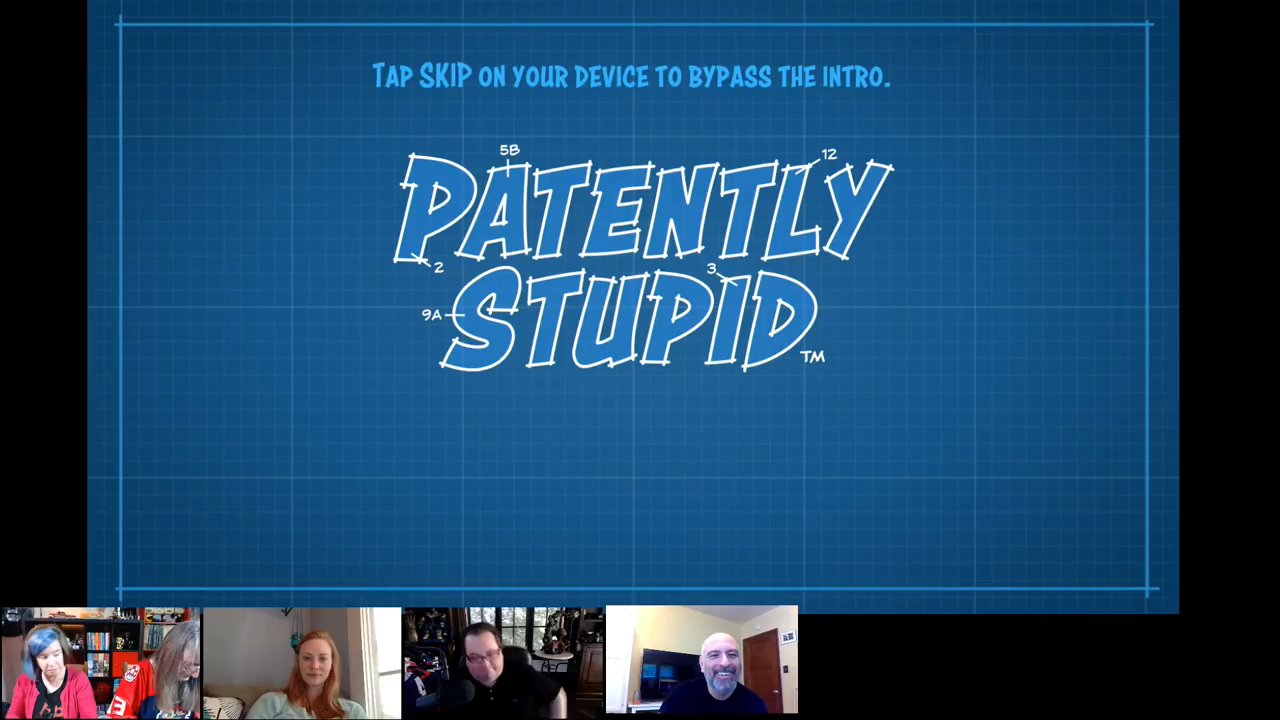 TAP SKIP ON YOUR DEVICE TO BYPASS THE INTRO.
5B
12
PATENTLY
2
3
9A
STUPID
TM